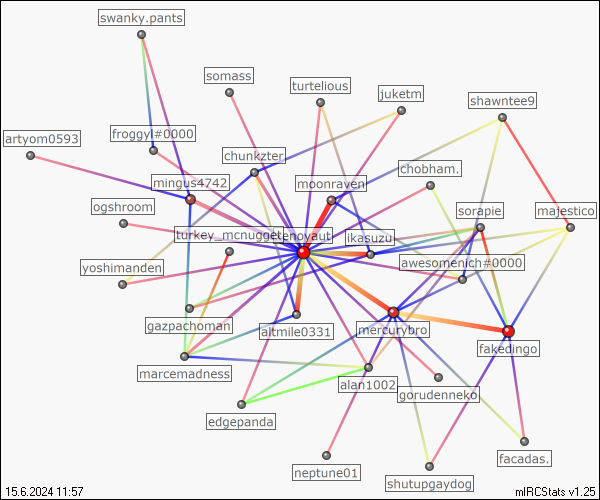 swanky.pants
somass
turtelious
juketm
shawntee9
artyom0593
froggyl#0000
chunkzter
chobham.
mingus4742
moonraven
ogshroom
sorapie
majestico
ikasuzu
yoshimanden
awesomenich#0000
gazpachoman
altmile0331
mercurybro
fakedingo
marcemadness
alan1002
gorudenneko
edgepanda
neptune01
facadas.
shutupgaydog
15.6.2024 11:57
mIRCStats v1.25